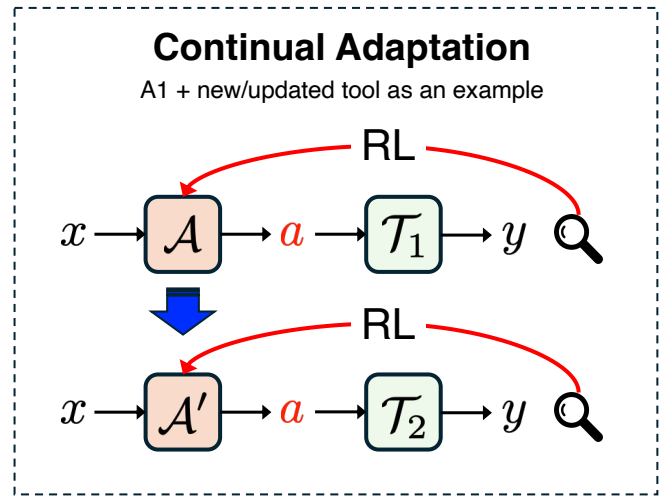 Continual Adaptation
A1 + new/updated tool as an example
RL
x 𝒜 a 𝒯₁ y
RL
x 𝒜′ a 𝒯₂ y